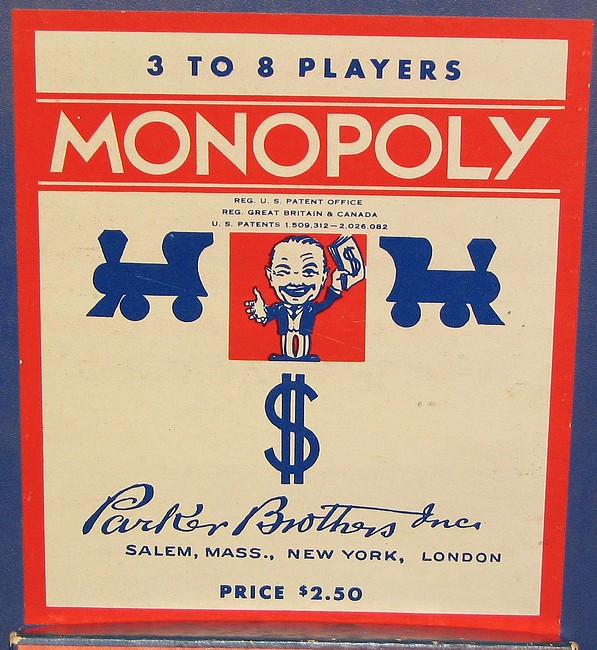 3 TO 8 PLAYERS
MONOPOLY
REG. U. S. PATENT OFFICE
REG. GREAT BRITAIN & CANADA
U. S. PATENTS 1,509,312—2,026,082
$
$
Parker Brothers Inc.
SALEM, MASS., NEW YORK, LONDON
PRICE $2.50